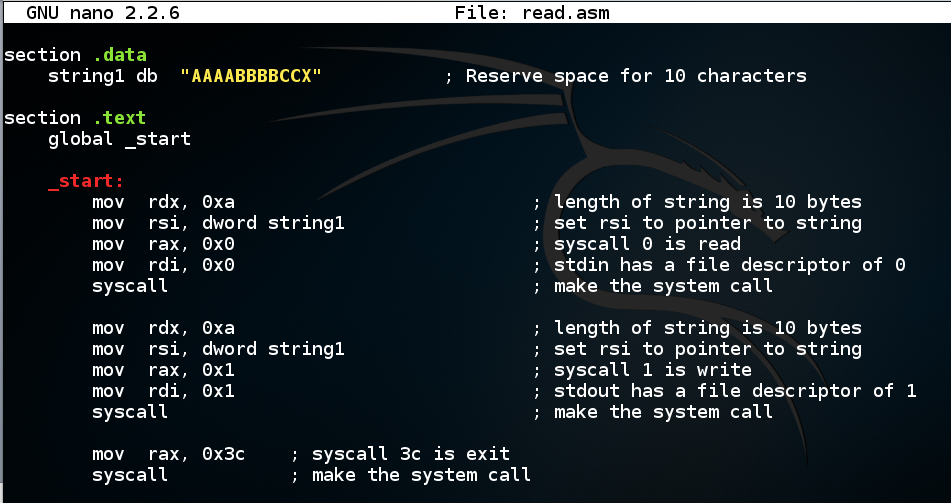 GNU nano 2.2.6 File: read.asm
section .data
string1 db "AAAABBBBCCX" ; Reserve space for 10 characters
section .text
global _start
_start:
mov rdx, 0xa ; length of string is 10 bytes
mov rsi, dword string1 ; set rsi to pointer to string
mov rax, 0x0 ; syscall 0 is read
mov rdi, 0x0 ; stdin has a file descriptor of 0
syscall ; make the system call
mov rdx, 0xa ; length of string is 10 bytes
mov rsi, dword string1 ; set rsi to pointer to string
mov rax, 0x1 ; syscall 1 is write
mov rdi, 0x1 ; stdout has a file descriptor of 1
syscall ; make the system call
mov rax, 0x3c ; syscall 3c is exit
syscall ; make the system call